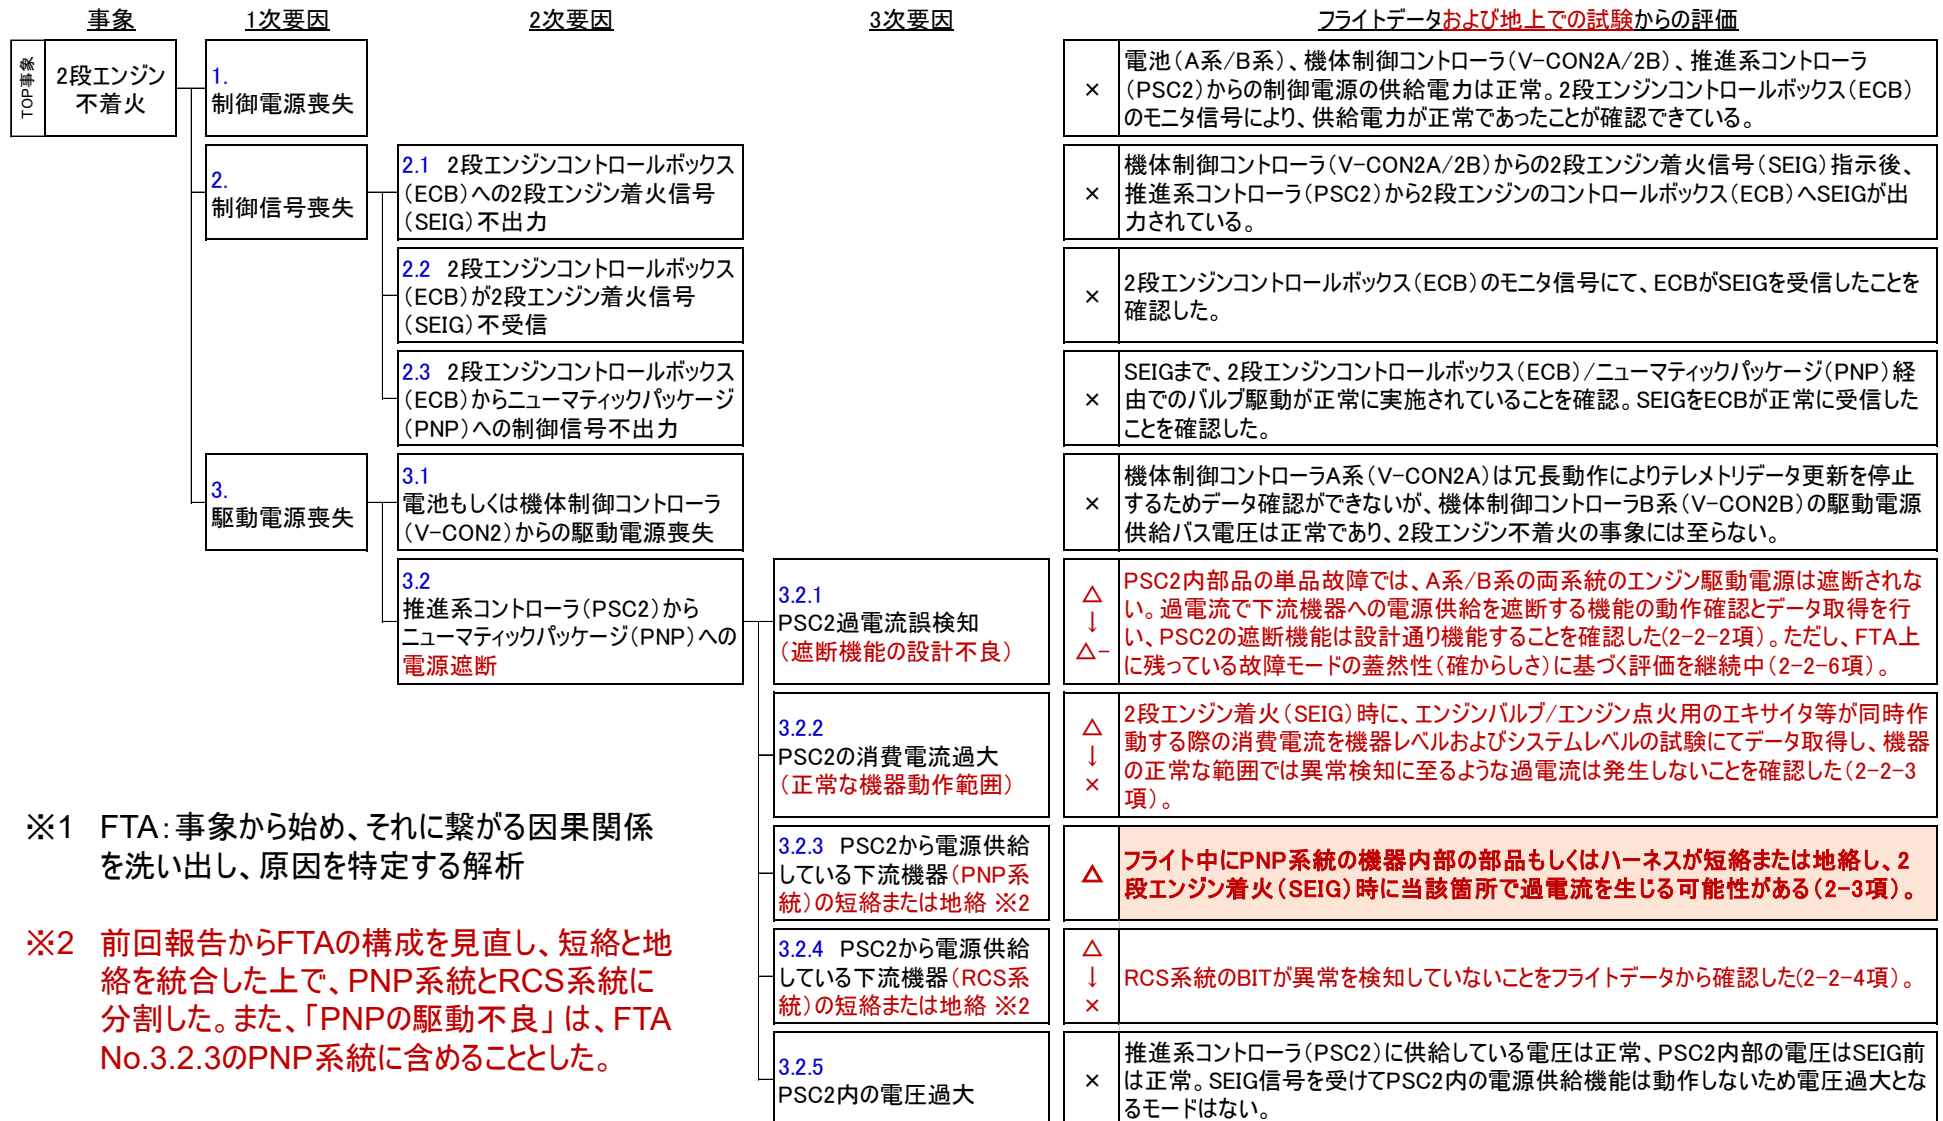 事象
1次要因
2次要因
3次要因
フライトデータおよび地上での試験からの評価
TOP事象
2段エンジン
不着火
1.
制御電源喪失
×
電池(A系/B系)、機体制御コントローラ(V-CON2A/2B)、推進系コントローラ
(PSC2)からの制御電源の供給電力は正常。2段エンジンコントロールボックス(ECB)
のモニタ信号により、供給電力が正常であったことが確認できている。
2.
制御信号喪失
2.1 2段エンジンコントロールボックス
(ECB)への2段エンジン着火信号
(SEIG)不出力
×
機体制御コントローラ(V-CON2A/2B)からの2段エンジン着火信号(SEIG)指示後、
推進系コントローラ(PSC2)から2段エンジンのコントロールボックス(ECB)へSEIGが出
力されている。
2.2 2段エンジンコントロールボックス
(ECB)が2段エンジン着火信号
(SEIG)不受信
×
2段エンジンコントロールボックス(ECB)のモニタ信号にて、ECBがSEIGを受信したことを
確認した。
2.3 2段エンジンコントロールボックス
(ECB)からニューマティックパッケージ
(PNP)への制御信号不出力
×
SEIGまで、2段エンジンコントロールボックス(ECB)/ニューマティックパッケージ(PNP)経
由でのバルブ駆動が正常に実施されていることを確認。SEIGをECBが正常に受信した
ことを確認した。
3.
駆動電源喪失
3.1
電池もしくは機体制御コントローラ
(V-CON2)からの駆動電源喪失
×
機体制御コントローラA系(V-CON2A)は冗長動作によりテレメトリデータ更新を停止
するためデータ確認ができないが、機体制御コントローラB系(V-CON2B)の駆動電源
供給バス電圧は正常であり、2段エンジン不着火の事象には至らない。
3.2
推進系コントローラ(PSC2)から
ニューマティックパッケージ(PNP)への
電源遮断
3.2.1
PSC2過電流誤検知
(遮断機能の設計不良)
△
↓
△-
PSC2内部品の単品故障では、A系/B系の両系統のエンジン駆動電源は遮断されな
い。過電流で下流機器への電源供給を遮断する機能の動作確認とデータ取得を行
い、PSC2の遮断機能は設計通り機能することを確認した(2-2-2項)。ただし、FTA上
に残っている故障モードの蓋然性(確からしさ)に基づく評価を継続中(2-2-6項)。
3.2.2
PSC2の消費電流過大
(正常な機器動作範囲)
△
↓
×
2段エンジン着火(SEIG)時に、エンジンバルブ/エンジン点火用のエキサイタ等が同時作
動する際の消費電流を機器レベルおよびシステムレベルの試験にてデータ取得し、機器
の正常な範囲では異常検知に至るような過電流は発生しないことを確認した(2-2-3
項)。
3.2.3 PSC2から電源供給
している下流機器(PNP系
統)の短絡または地絡 ※2
△
フライト中にPNP系統の機器内部の部品もしくはハーネスが短絡または地絡し、2
段エンジン着火(SEIG)時に当該箇所で過電流を生じる可能性がある(2-3項)。
3.2.4 PSC2から電源供給
している下流機器(RCS系
統)の短絡または地絡 ※2
△
↓
×
RCS系統のBITが異常を検知していないことをフライトデータから確認した(2-2-4項)。
3.2.5
PSC2内の電圧過大
×
推進系コントローラ(PSC2)に供給している電圧は正常、PSC2内部の電圧はSEIG前
は正常。SEIG信号を受けてPSC2内の電源供給機能は動作しないため電圧過大とな
るモードはない。
※1 FTA:事象から始め、それに繋がる因果関係
を洗い出し、原因を特定する解析
※2 前回報告からFTAの構成を見直し、短絡と地
絡を統合した上で、PNP系統とRCS系統に
分割した。また、「PNPの駆動不良」は、FTA
No.3.2.3のPNP系統に含めることとした。